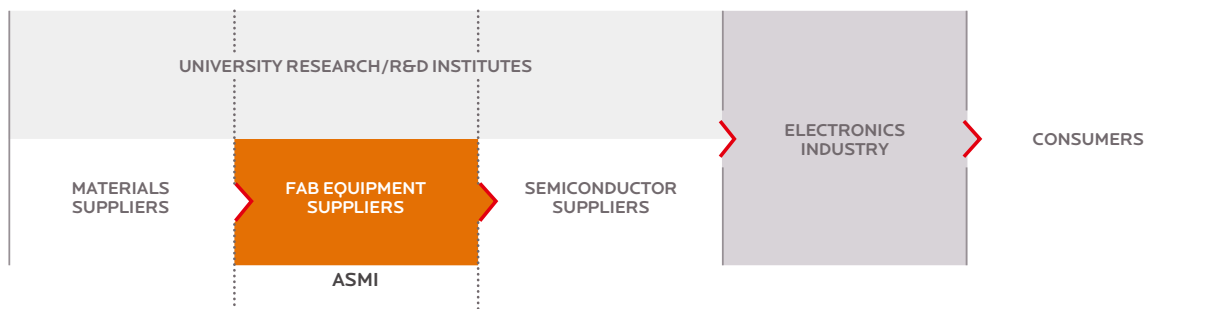 UNIVERSITY RESEARCH/R&D INSTITUTES
MATERIALS
SUPPLIERS
FAB EQUIPMENT
SUPPLIERS
SEMICONDUCTOR
SUPPLIERS
ELECTRONICS
INDUSTRY
CONSUMERS
ASMI